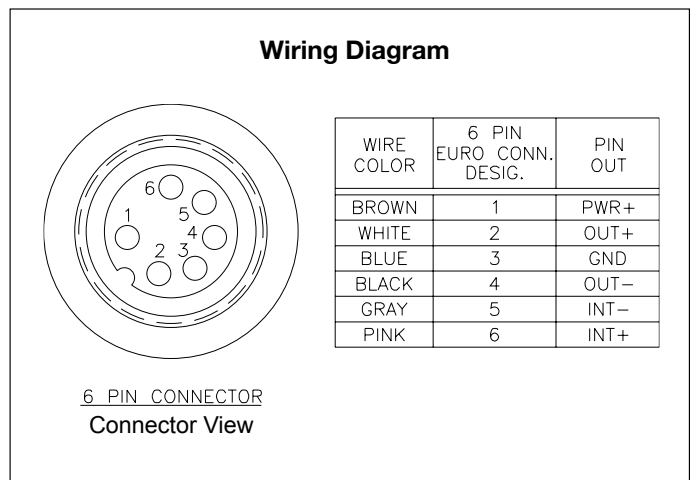 Wiring Diagram
6
5
1
4
2 3
6 PIN CONNECTOR
Connector View
WIRE COLOR 6 PIN EURO CONN. DESIG. PIN OUT
BROWN 1 PWR+
WHITE 2 OUT+
BLUE 3 GND
BLACK 4 OUT−
GRAY 5 INT−
PINK 6 INT+